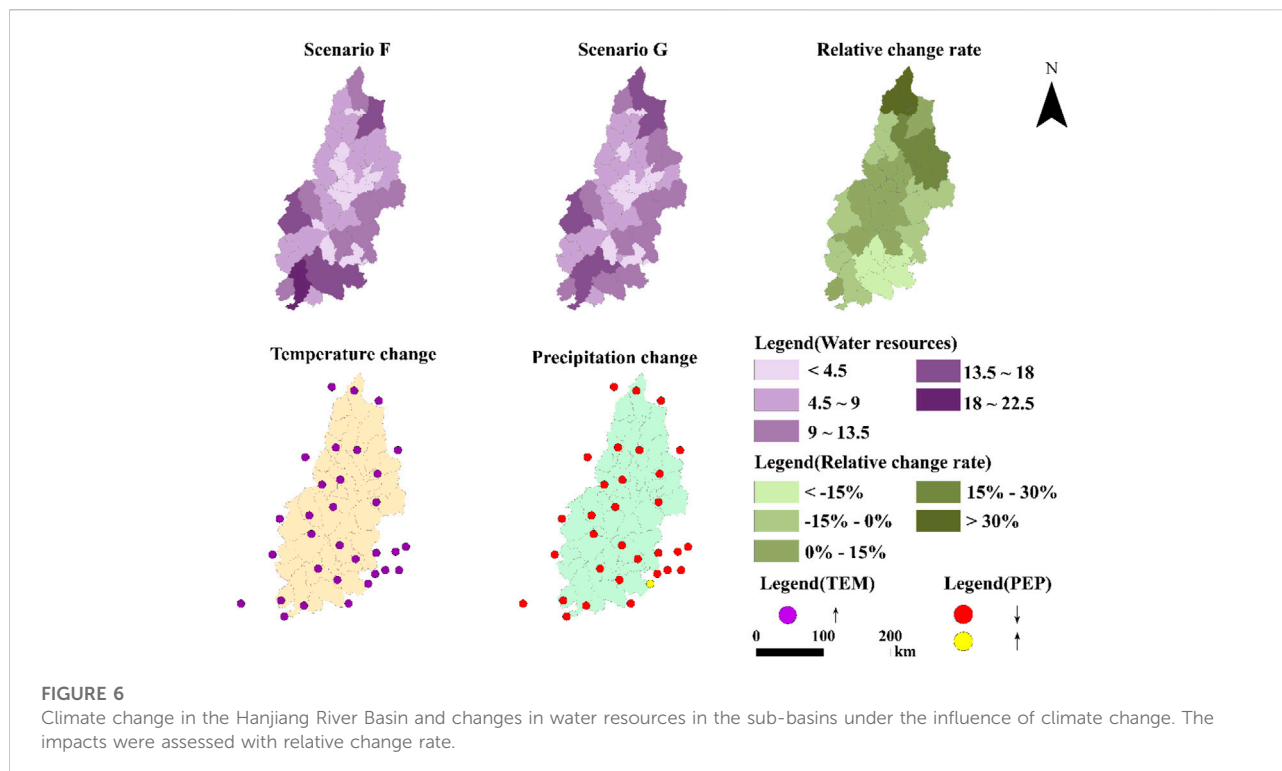 Scenario F
Scenario G
Relative change rate
N
Temperature change
Precipitation change
Legend(Water resources)
< 4.5
13.5 ~ 18
4.5 ~ 9
18 ~ 22.5
9 ~ 13.5
Legend(Relative change rate)
< -15%
15% - 30%
-15% - 0%
> 30%
0% - 15%
Legend(TEM)
Legend(PEP)
↑
↓
↑
0 100 200
km
FIGURE 6
Climate change in the Hanjiang River Basin and changes in water resources in the sub-basins under the influence of climate change. The
impacts were assessed with relative change rate.